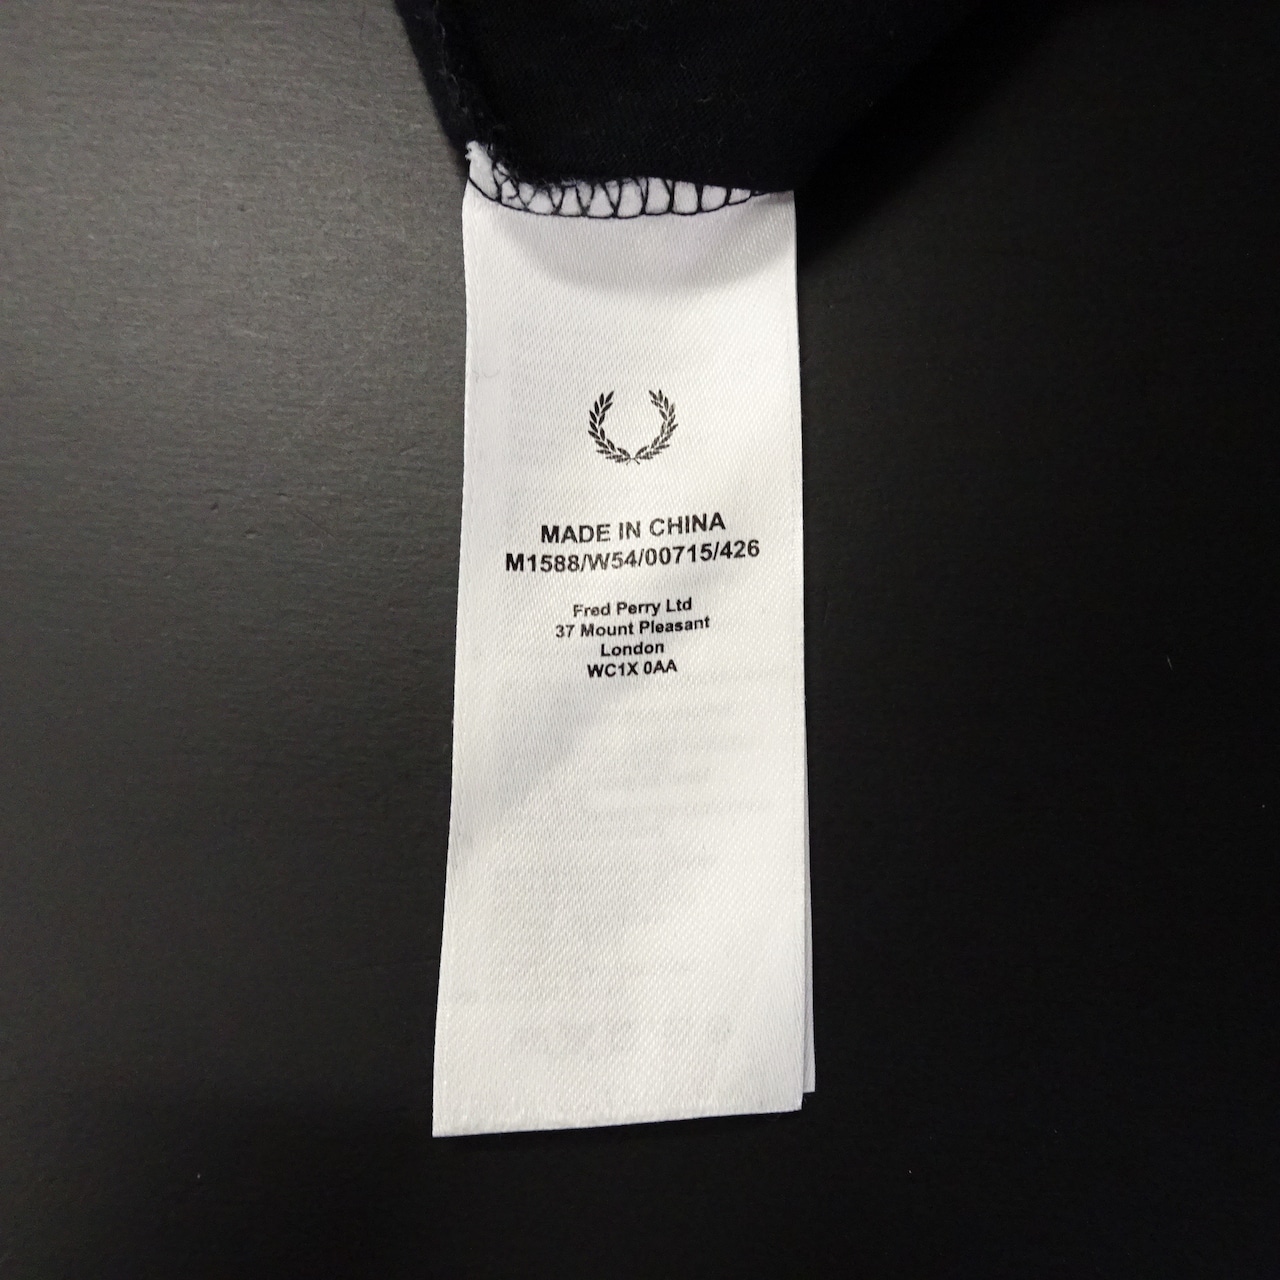 MADE IN CHINA
M1588/W54/00715/426
Fred Perry Ltd
37 Mount Pleasant
London
WC1X 0AA